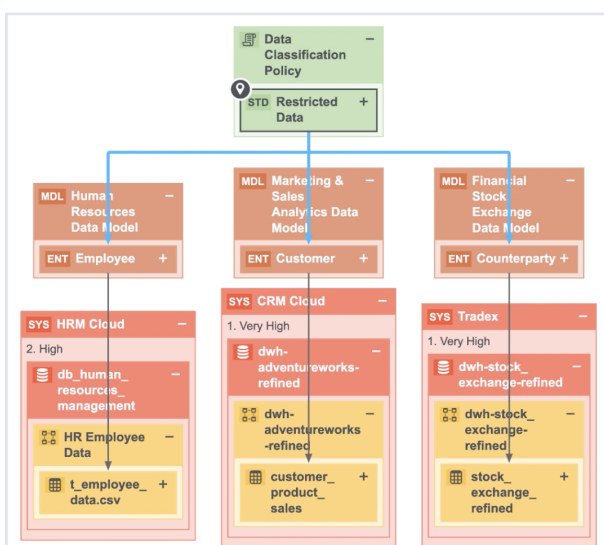 Data
Classification
Policy
STD Restricted
Data
MDL Human
Resources
Data Model
ENT Employee
MDL Marketing &
Sales
Analytics Data
Model
ENT Customer
MDL Financial
Stock
Exchange
Data Model
ENT Counterparty
SYS HRM Cloud
2. High
db_human_
resources_
management
HR Employee
Data
t_employee_
data.csv
SYS CRM Cloud
1. Very High
dwh-
adventureworks-
refined
dwh-
adventureworks
-refined
customer_
product_
sales
SYS Tradex
1. Very High
dwh-stock_
exchange-refined
dwh-stock_
exchange-
refined
stock_
exchange_
refined